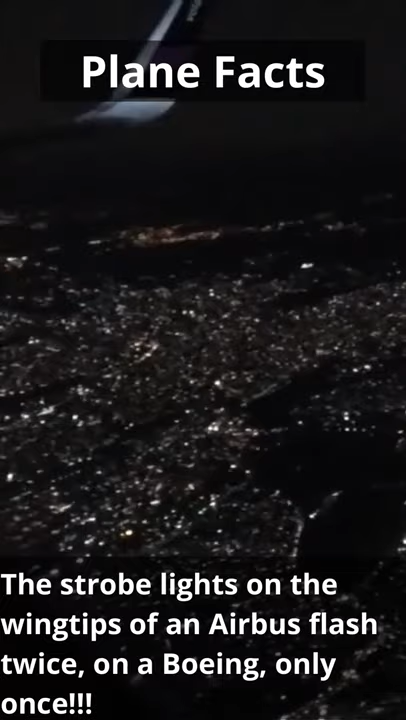 Plane Facts
The strobe lights on the
wingtips of an Airbus flash
twice, on a Boeing, only
once!!!